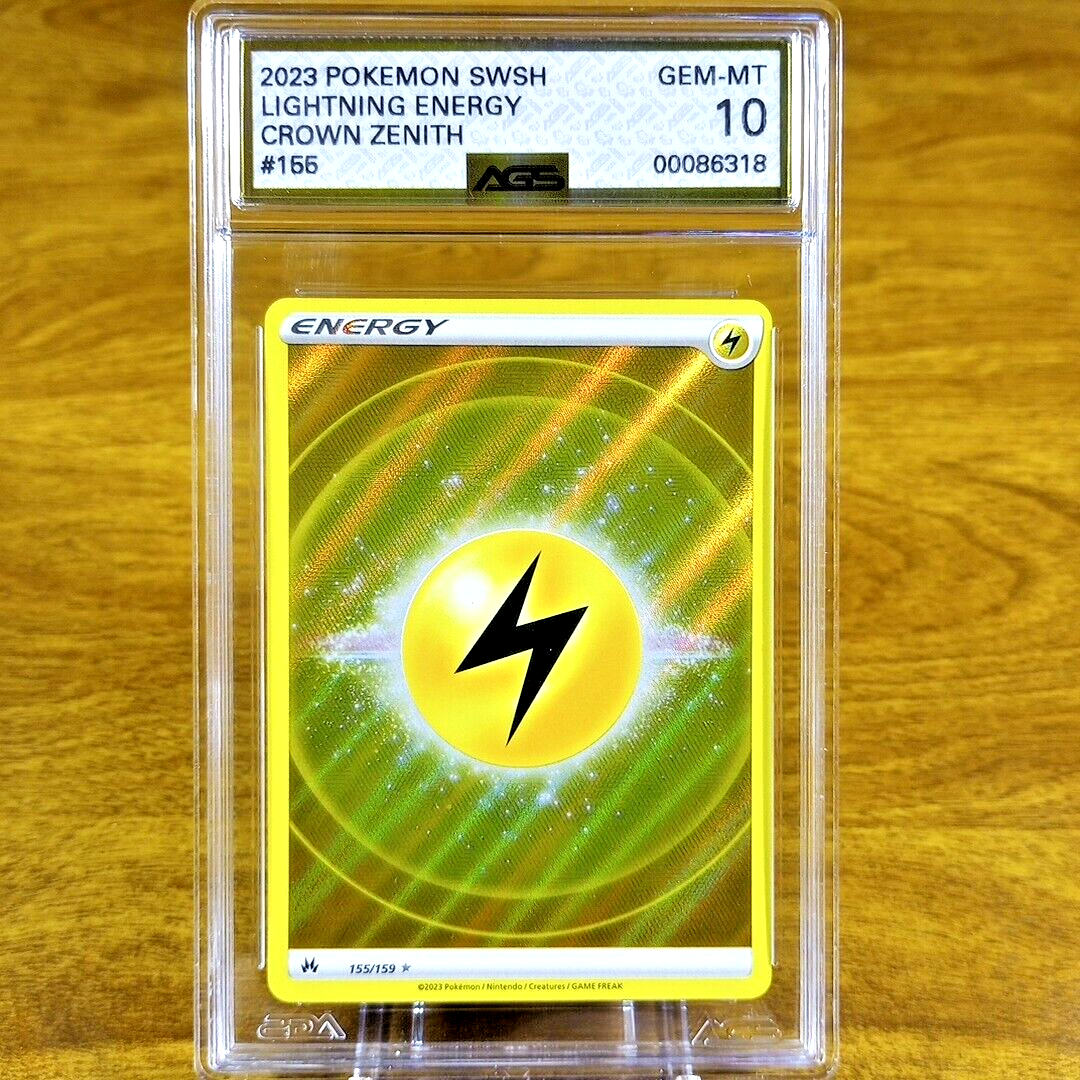 2023 POKEMON SWSH GEM-MT
LIGHTNING ENERGY 10
CROWN ZENITH
#155 00086318
AGS
ENERGY
155/159
©2023 Pokémon / Nintendo / Creatures / GAME FREAK
AGS
AGS